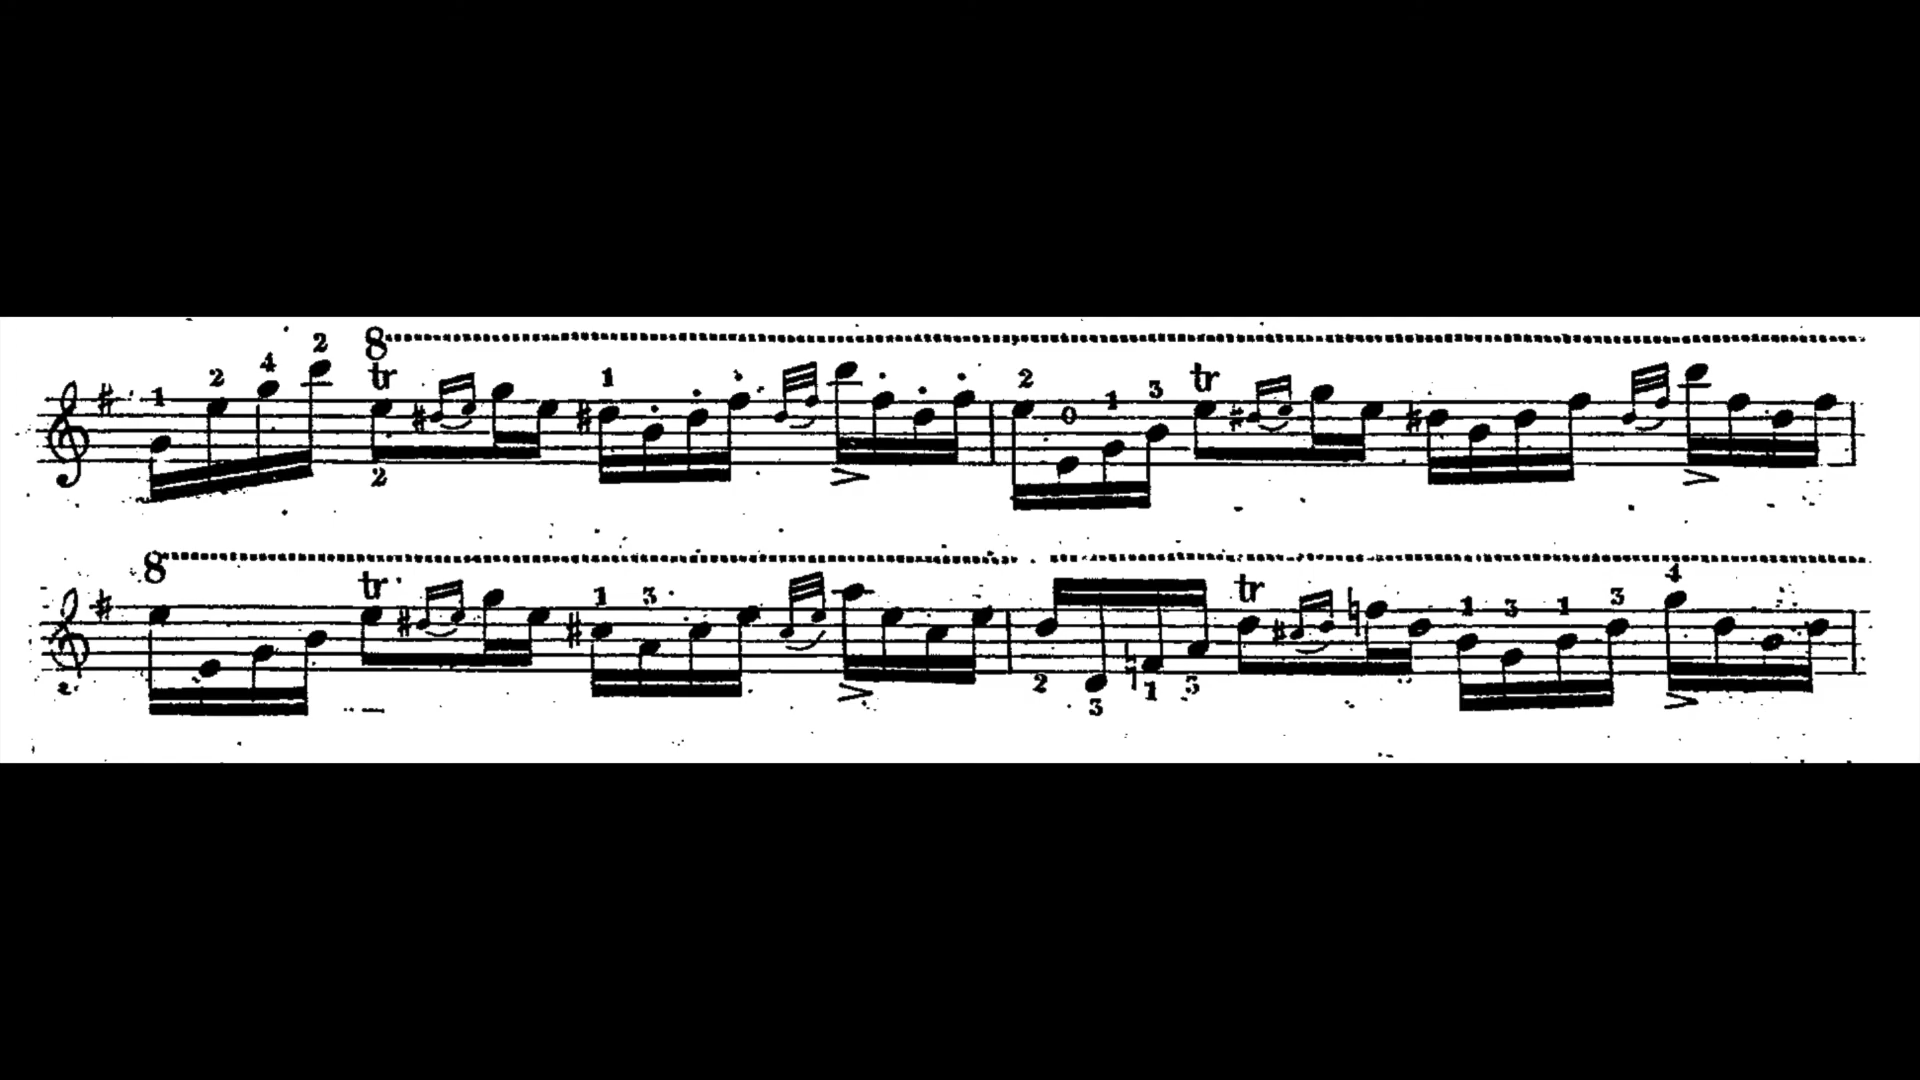 1 2 4 2 8
tr 1 2 0 1 3 tr
2
8
tr. 1 3 tr 1 3 1 3 4
2 3 1 3